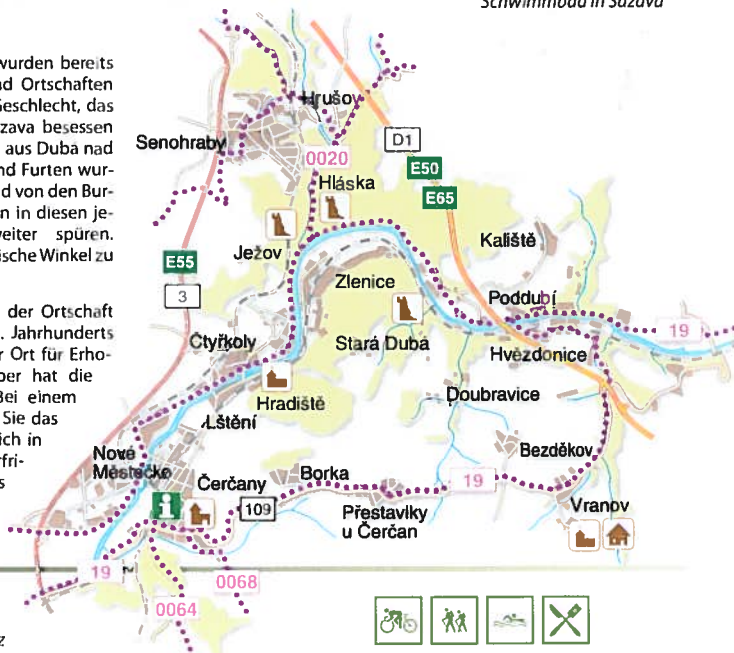 Schwimmbad in Sázava
wurden bereits
Ortschaften
Geschlecht, das
zava besessen
aus Dubá nad
nd Furten wur-
d von den Bur-
n in diesen je-
weiter spüren.
ische Winkel zu
der Ortschaft
. Jahrhunderts
r Ort für Erho-
ber hat die
Bei einem
Sie das
ich in
rfri-
s
Hrušov
Senohraby
D1
0020
E50
Hláska
E65
Kaliště
Ježov
E55
Zlenice
3
Poddubí
19
Čtyřkoly
Stará Dubá
Hvězdonice
Hradiště
Doubravice
Lštění
Nové
Městečko
Bezděkov
Čerčany
Borka
19
109
Přestavlky
u Čerčan
Vranov
i
19
0068
0064
z